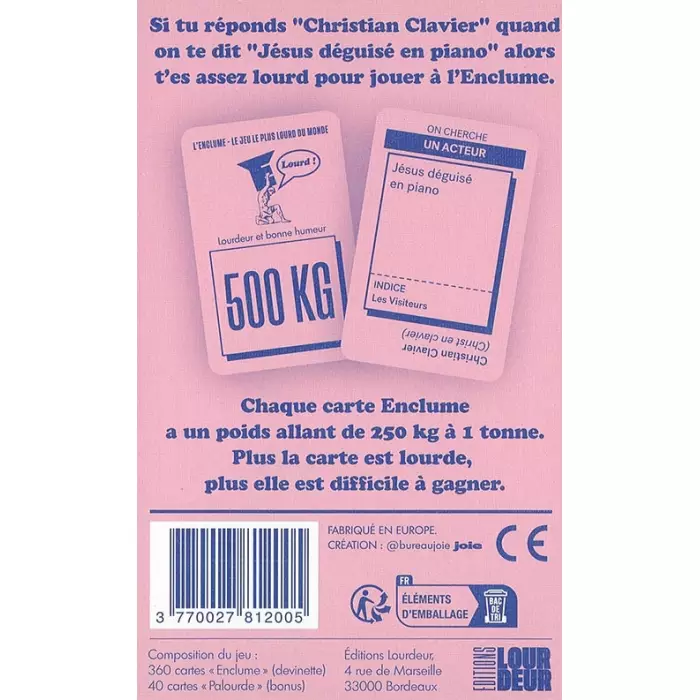 Si tu réponds "Christian Clavier" quand
on te dit "Jésus déguisé en piano" alors
t'es assez lourd pour jouer à l'Enclume.
L'ENCLUME - LE JEU LE PLUS LOURD DU MONDE
Lourd !
Lourdeur et bonne humeur
500 KG
ON CHERCHE
UN ACTEUR
Jésus déguisé
en piano
INDICE
Les Visiteurs
Christian Clavier
(Christ en clavier)
Chaque carte Enclume
a un poids allant de 250 kg à 1 tonne.
Plus la carte est lourde,
plus elle est difficile à gagner.
3 770027 812005
FABRIQUÉ EN EUROPE.
CRÉATION : @bureaujoie joie
CE
FR
ÉLÉMENTS
D'EMBALLAGE
BAC
DE
TRI
Composition du jeu :
360 cartes « Enclume » (devinette)
40 cartes « Palourde » (bonus)
Éditions Lourdeur,
4 rue de Marseille
33000 Bordeaux
EDITIONS
LOUR
DEUR